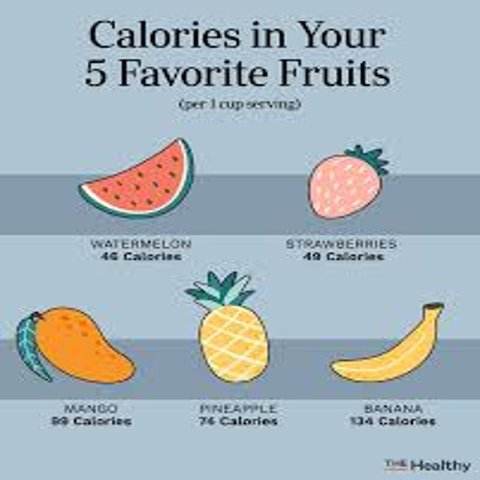 Calories in Your
5 Favorite Fruits
(per 1 cup serving)
WATERMELON
46 Calories
STRAWBERRIES
49 Calories
MANGO
99 Calories
PINEAPPLE
74 Calories
BANANA
134 Calories
THE Healthy